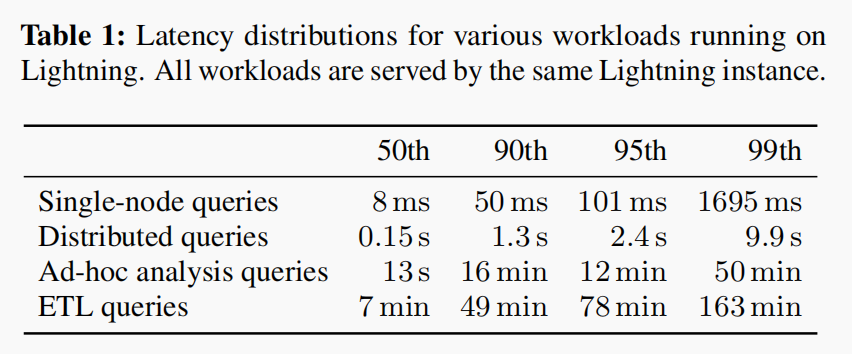 Table 1: Latency distributions for various workloads running on
Lightning. All workloads are served by the same Lightning instance.
50th 90th 95th 99th
Single-node queries 8 ms 50 ms 101 ms 1695 ms
Distributed queries 0.15 s 1.3 s 2.4 s 9.9 s
Ad-hoc analysis queries 13 s 16 min 12 min 50 min
ETL queries 7 min 49 min 78 min 163 min